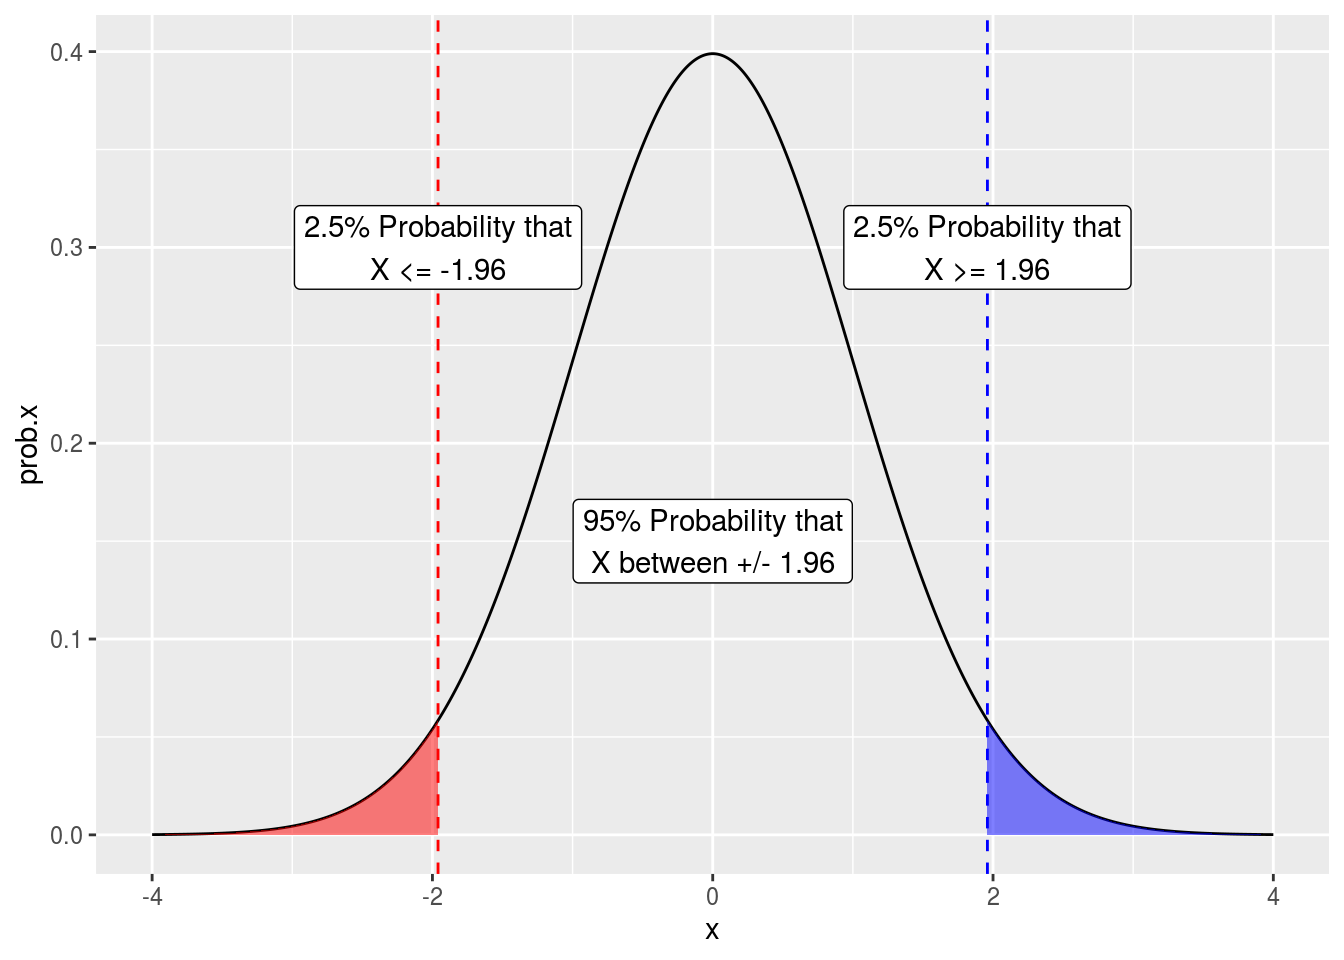 0.4
0.3
0.2
0.1
0.0
prob.x
2.5% Probability that
X <= -1.96
2.5% Probability that
X >= 1.96
95% Probability that
X between +/- 1.96
-4
-2
0
2
4
x